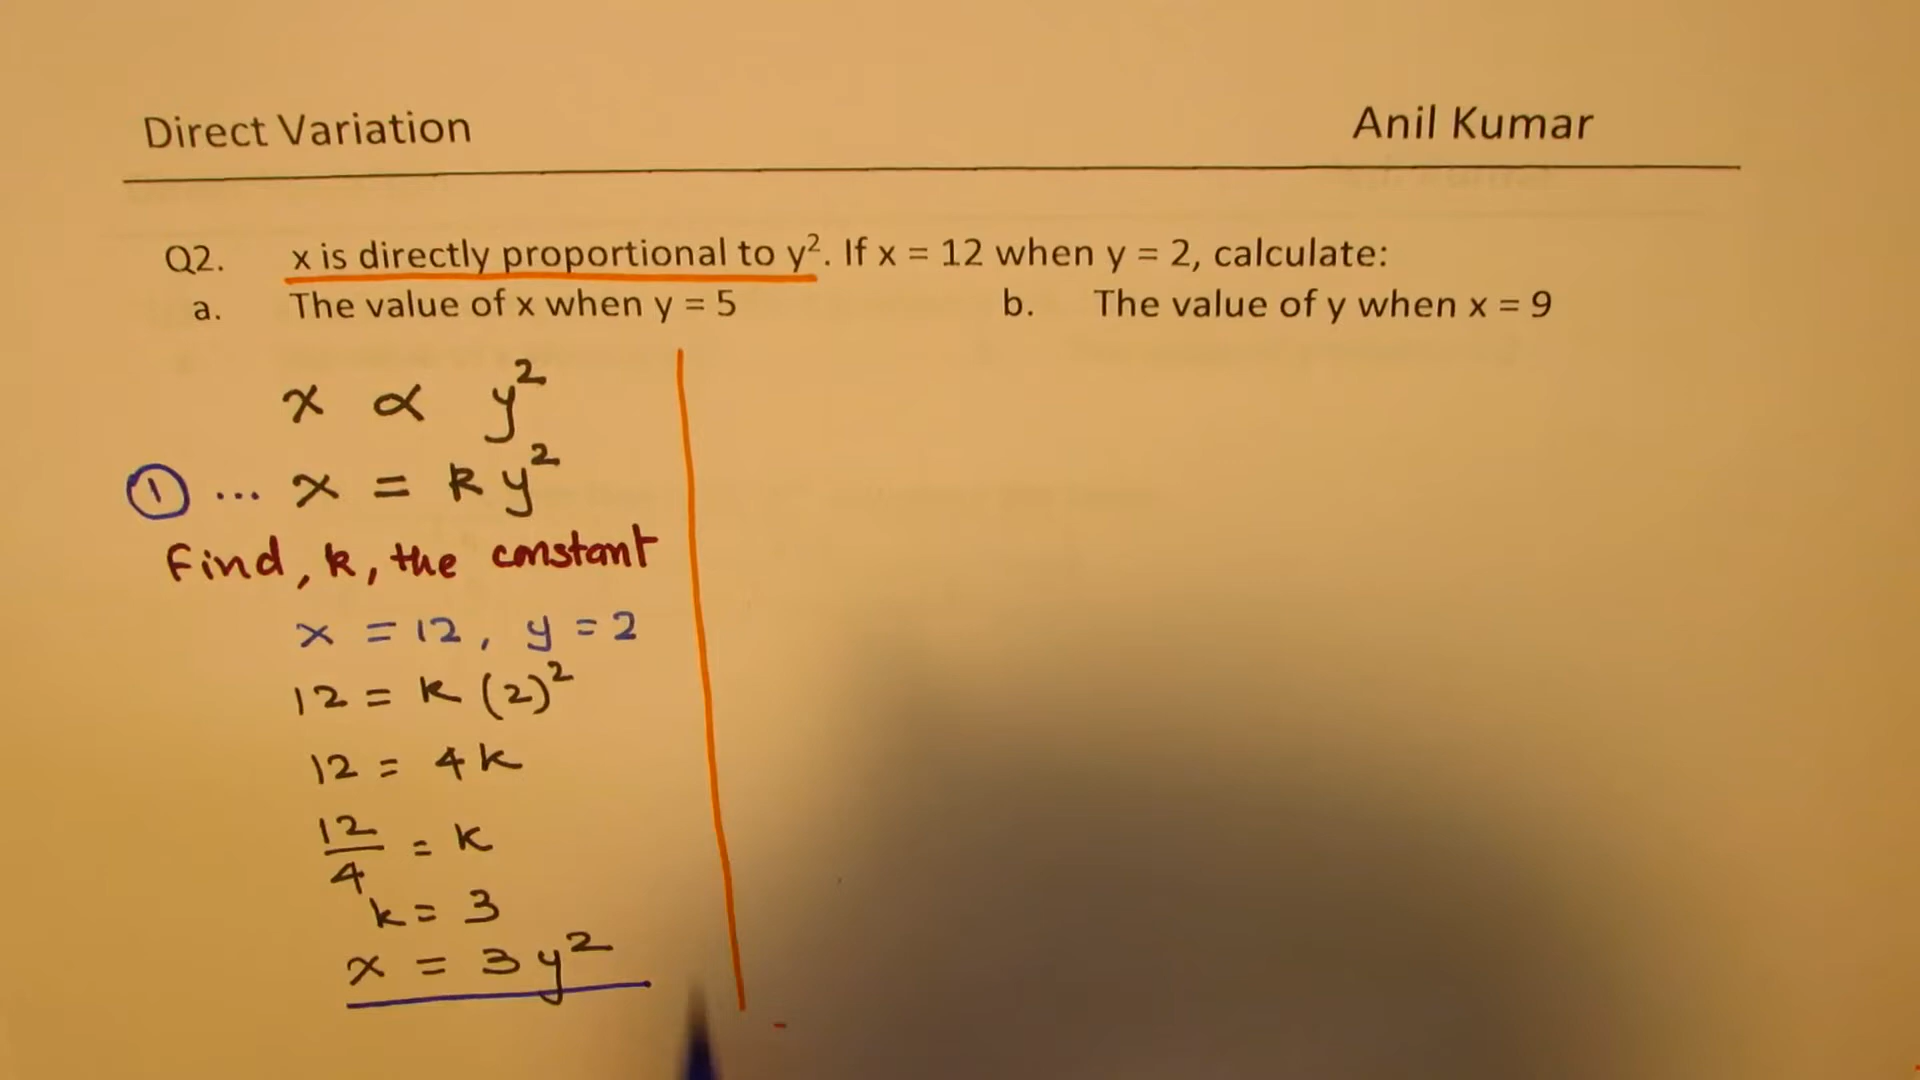 Direct Variation Anil Kumar
Q2. x is directly proportional to y². If x = 12 when y = 2, calculate:
a. The value of x when y = 5 b. The value of y when x = 9
x ∝ y²
① ... x = k y²
Find, k, the constant
x = 12, y = 2
12 = k (2)²
12 = 4k
12/4 = k
k = 3
x = 3y²